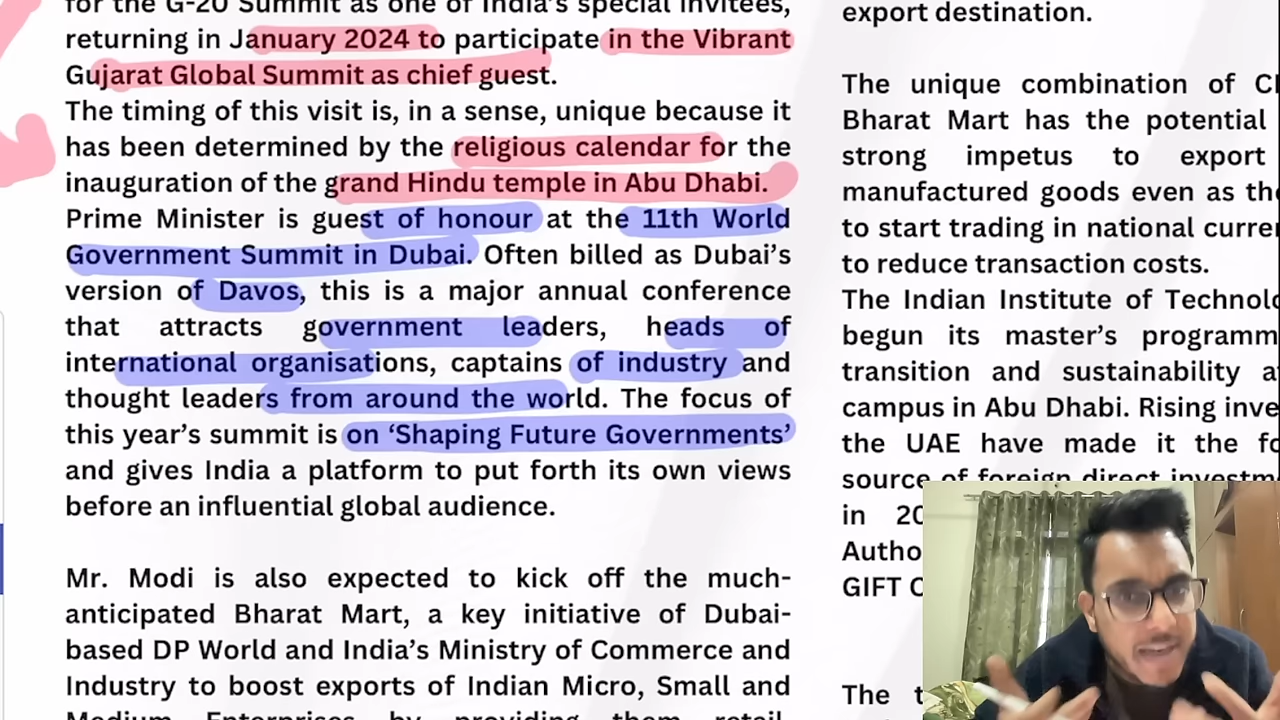 for the G-20 Summit as one of India's special invitees,
returning in January 2024 to participate in the Vibrant
Gujarat Global Summit as chief guest.
The timing of this visit is, in a sense, unique because it
has been determined by the religious calendar for the
inauguration of the grand Hindu temple in Abu Dhabi.
Prime Minister is guest of honour at the 11th World
Government Summit in Dubai. Often billed as Dubai's
version of Davos, this is a major annual conference
that attracts government leaders, heads of
international organisations, captains of industry and
thought leaders from around the world. The focus of
this year's summit is on ‘Shaping Future Governments’
and gives India a platform to put forth its own views
before an influential global audience.
Mr. Modi is also expected to kick off the much-
anticipated Bharat Mart, a key initiative of Dubai-
based DP World and India's Ministry of Commerce and
Industry to boost exports of Indian Micro, Small and
Medium Enterprises by providing them retail,
export destination.
The unique combination of
Bharat Mart has the potential
strong impetus to export
manufactured goods even as
to start trading in national
to reduce transaction costs.
The Indian Institute of
begun its master's
transition and sustainability
campus in Abu Dhabi. Rising
the UAE have made it the
source of foreign direct
in
GIFT
The